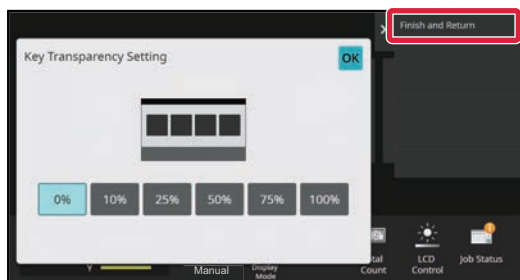 Finish and Return
Key Transparency Setting
OK
0% 10% 25% 50% 75% 100%
Y
Manual
Display
Mode
Count
LCD
Control
Job Status